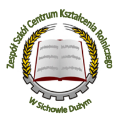 Zespół Szkół Centrum Kształcenia Rolniczego
W Sichowie Dużym